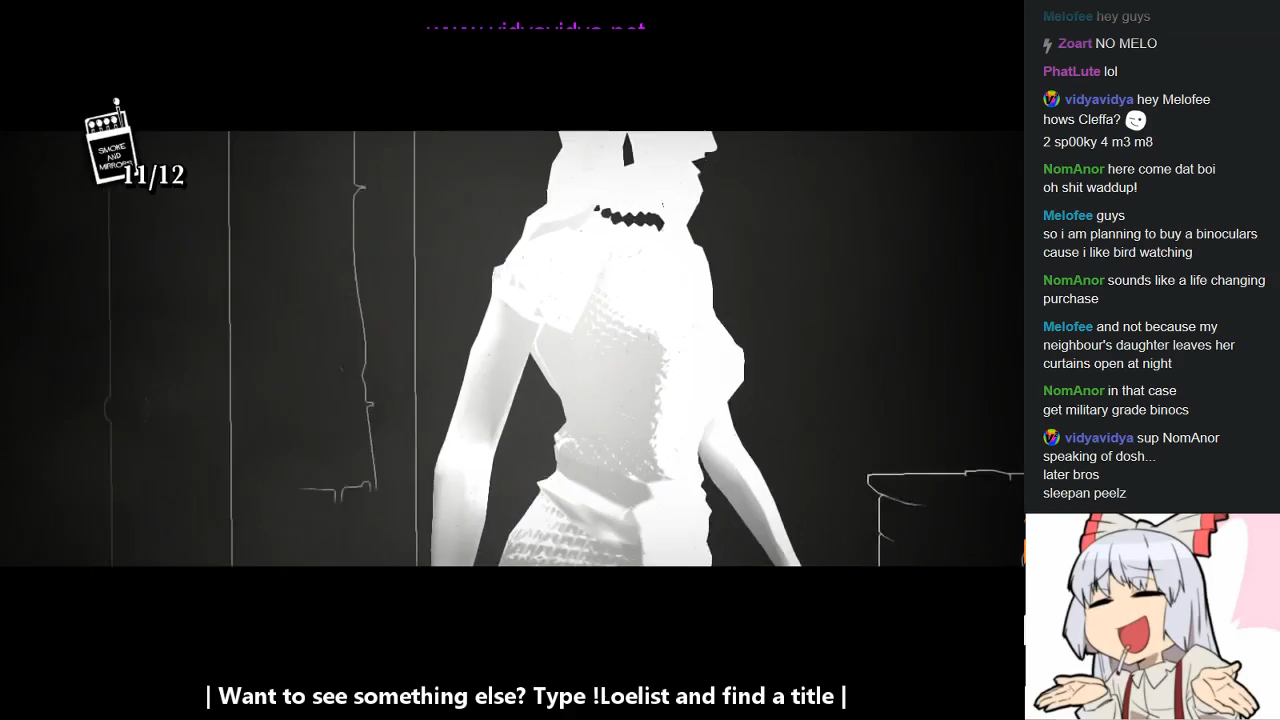 www.vidyavidya.net
SMOKE
AND
MIRRORS
11/12
Melofee hey guys
Zoart NO MELO
PhatLute lol
vidyavidya hey Melofee
hows Cleffa?
2 sp00ky 4 m3 m8
NomAnor here come dat boi
oh shit waddup!
Melofee guys
so i am planning to buy a binoculars
cause i like bird watching
NomAnor sounds like a life changing
purchase
Melofee and not because my
neighbour's daughter leaves her
curtains open at night
NomAnor in that case
get military grade binocs
vidyavidya sup NomAnor
speaking of dosh...
later bros
sleepan peelz
| Want to see something else? Type !Loelist and find a title |